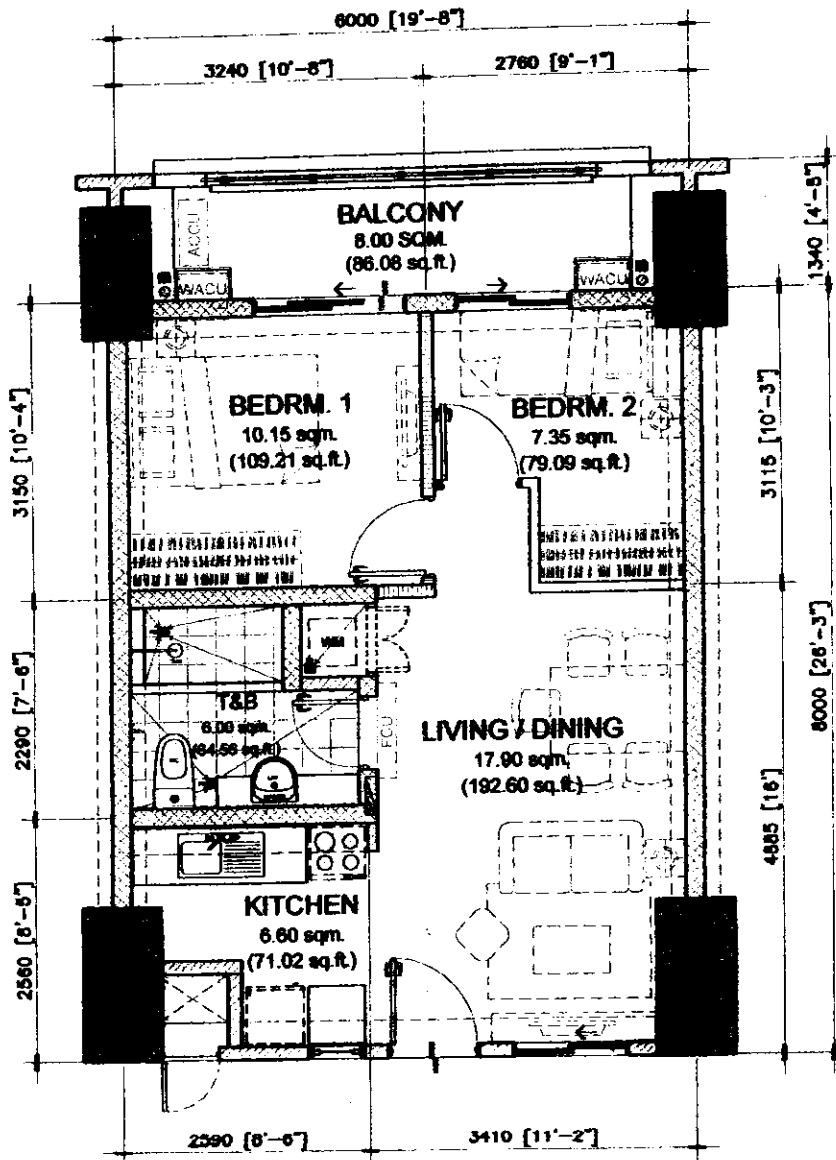 6000 [19'-8"]
3240 [10'-8"]
2760 [9'-1"]
1340 [4'-5"]
BALCONY
8.00 SQM.
(86.08 sq.ft.)
ACCU
WACU
WACU
BEDRM. 1
10.15 sqm.
(109.21 sq.ft.)
BEDRM. 2
7.35 sqm.
(79.09 sq.ft.)
3150 [10'-4"]
3115 [10'-3"]
8000 [26'-3"]
WM
T&B
6.00 sqm.
(64.56 sq.ft.)
FCU
2290 [7'-6"]
LIVING / DINING
17.90 sqm.
(192.60 sq.ft.)
4885 [16']
KITCHEN
6.60 sqm.
(71.02 sq.ft.)
2560 [8'-5"]
2590 [8'-6"]
3410 [11'-2"]